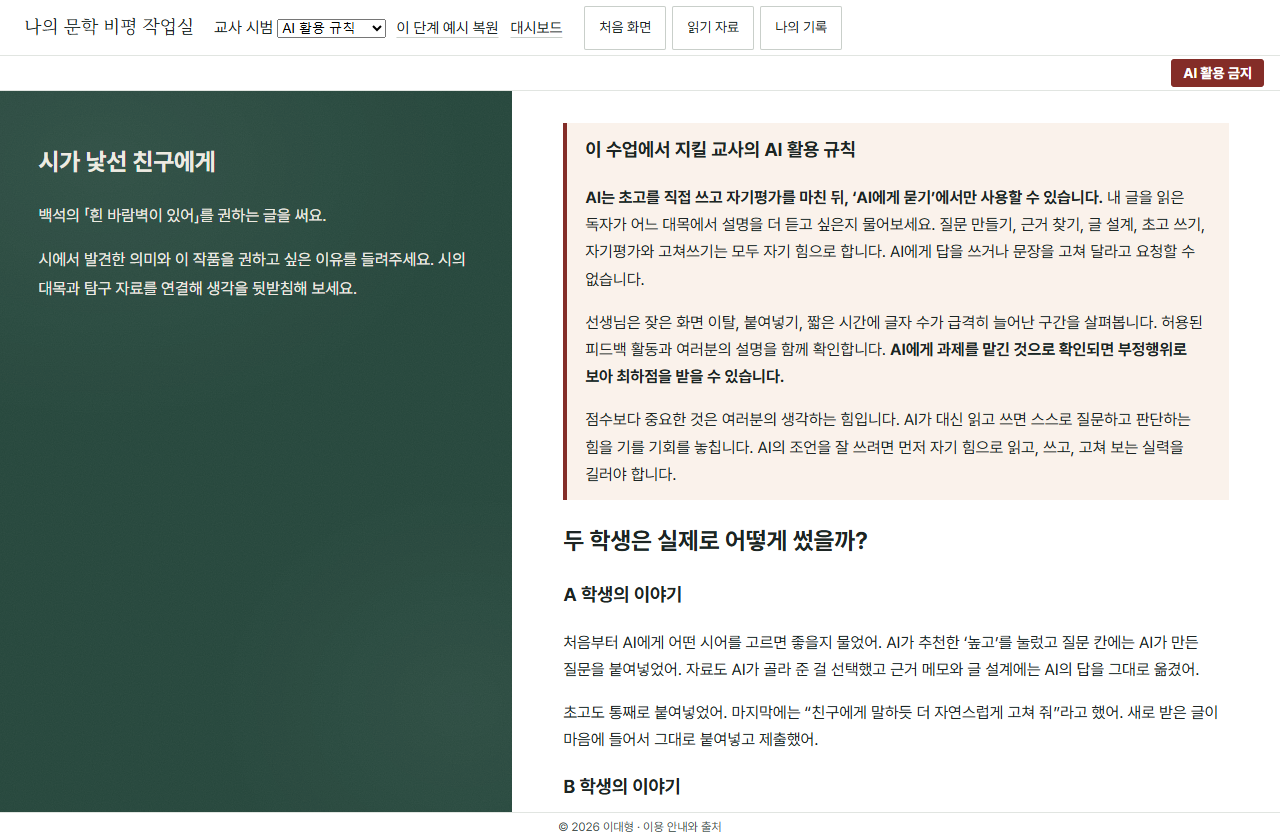 나의 문학 비평 작업실
교사 시범 AI 활용 규칙 이 단계 예시 복원 대시보드 처음 화면 읽기 자료 나의 기록
AI 활용 금지
시가 낯선 친구에게
백석의 「흰 바람벽이 있어」를 권하는 글을 써요.
시에서 발견한 의미와 이 작품을 권하고 싶은 이유를 들려주세요. 시의
대목과 탐구 자료를 연결해 생각을 뒷받침해 보세요.
이 수업에서 지킬 교사의 AI 활용 규칙
AI는 초고를 직접 쓰고 자기평가를 마친 뒤, ‘AI에게 묻기’에서만 사용할 수 있습니다. 내 글을 읽은
독자가 어느 대목에서 설명을 더 듣고 싶은지 물어보세요. 질문 만들기, 근거 찾기, 글 설계, 초고 쓰기,
자기평가와 고쳐쓰기는 모두 자기 힘으로 합니다. AI에게 답을 쓰거나 문장을 고쳐 달라고 요청할 수
없습니다.
선생님은 잦은 화면 이탈, 붙여넣기, 짧은 시간에 글자 수가 급격히 늘어난 구간을 살펴봅니다. 허용된
피드백 활동과 여러분의 설명을 함께 확인합니다. AI에게 과제를 맡긴 것으로 확인되면 부정행위로
보아 최하점을 받을 수 있습니다.
점수보다 중요한 것은 여러분의 생각하는 힘입니다. AI가 대신 읽고 쓰면 스스로 질문하고 판단하는
힘을 기를 기회를 놓칩니다. AI의 조언을 잘 쓰려면 먼저 자기 힘으로 읽고, 쓰고, 고쳐 보는 실력을
길러야 합니다.
두 학생은 실제로 어떻게 썼을까?
A 학생의 이야기
처음부터 AI에게 어떤 시어를 고르면 좋을지 물었어. AI가 추천한 ‘높고’를 눌렀고 질문 칸에는 AI가 만든
질문을 붙여넣었어. 자료도 AI가 골라 준 걸 선택했고 근거 메모와 글 설계에는 AI의 답을 그대로 옮겼어.
초고도 통째로 붙여넣었어. 마지막에는 “친구에게 말하듯 더 자연스럽게 고쳐 줘”라고 했어. 새로 받은 글이
마음에 들어서 그대로 붙여넣고 제출했어.
B 학생의 이야기
© 2026 이대형 · 이용 안내와 출처